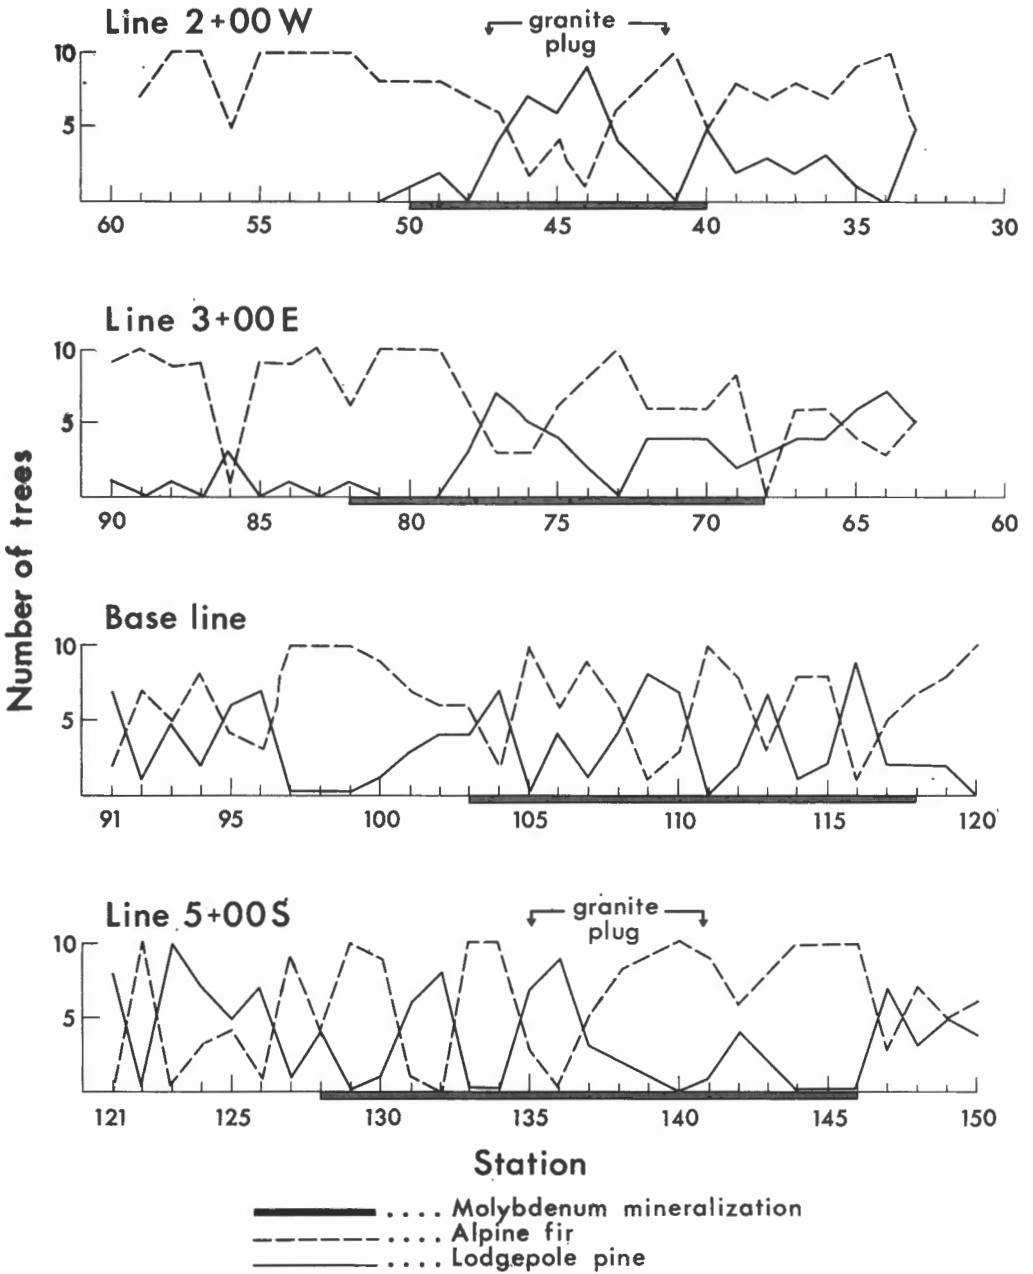 Line 2+00 W
granite
plug
10
5
60 55 50 45 40 35 30
Line 3+00 E
10
5
90 85 80 75 70 65 60
Number of trees
Base line
10
5
91 95 100 105 110 115 120
Line 5+00 S
granite
plug
10
5
121 125 130 135 140 145 150
Station
.... Molybdenum mineralization
.... Alpine fir
.... Lodgepole pine